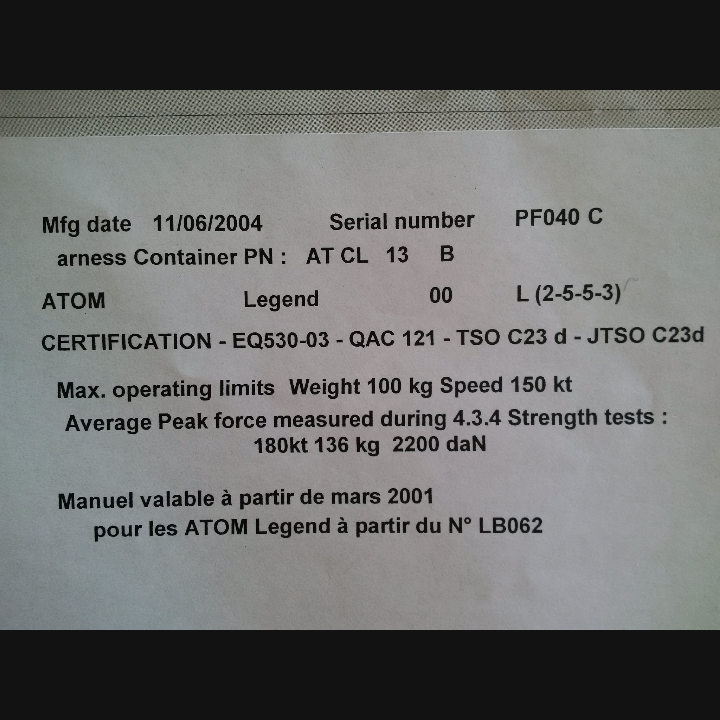 Mfg date 11/06/2004 Serial number PF040 C
arness Container PN : AT CL 13 B
ATOM Legend 00 L (2-5-5-3)
CERTIFICATION - EQ530-03 - QAC 121 - TSO C23 d - JTSO C23d
Max. operating limits Weight 100 kg Speed 150 kt
Average Peak force measured during 4.3.4 Strength tests :
180kt 136 kg 2200 daN
Manuel valable à partir de mars 2001
pour les ATOM Legend à partir du N° LB062